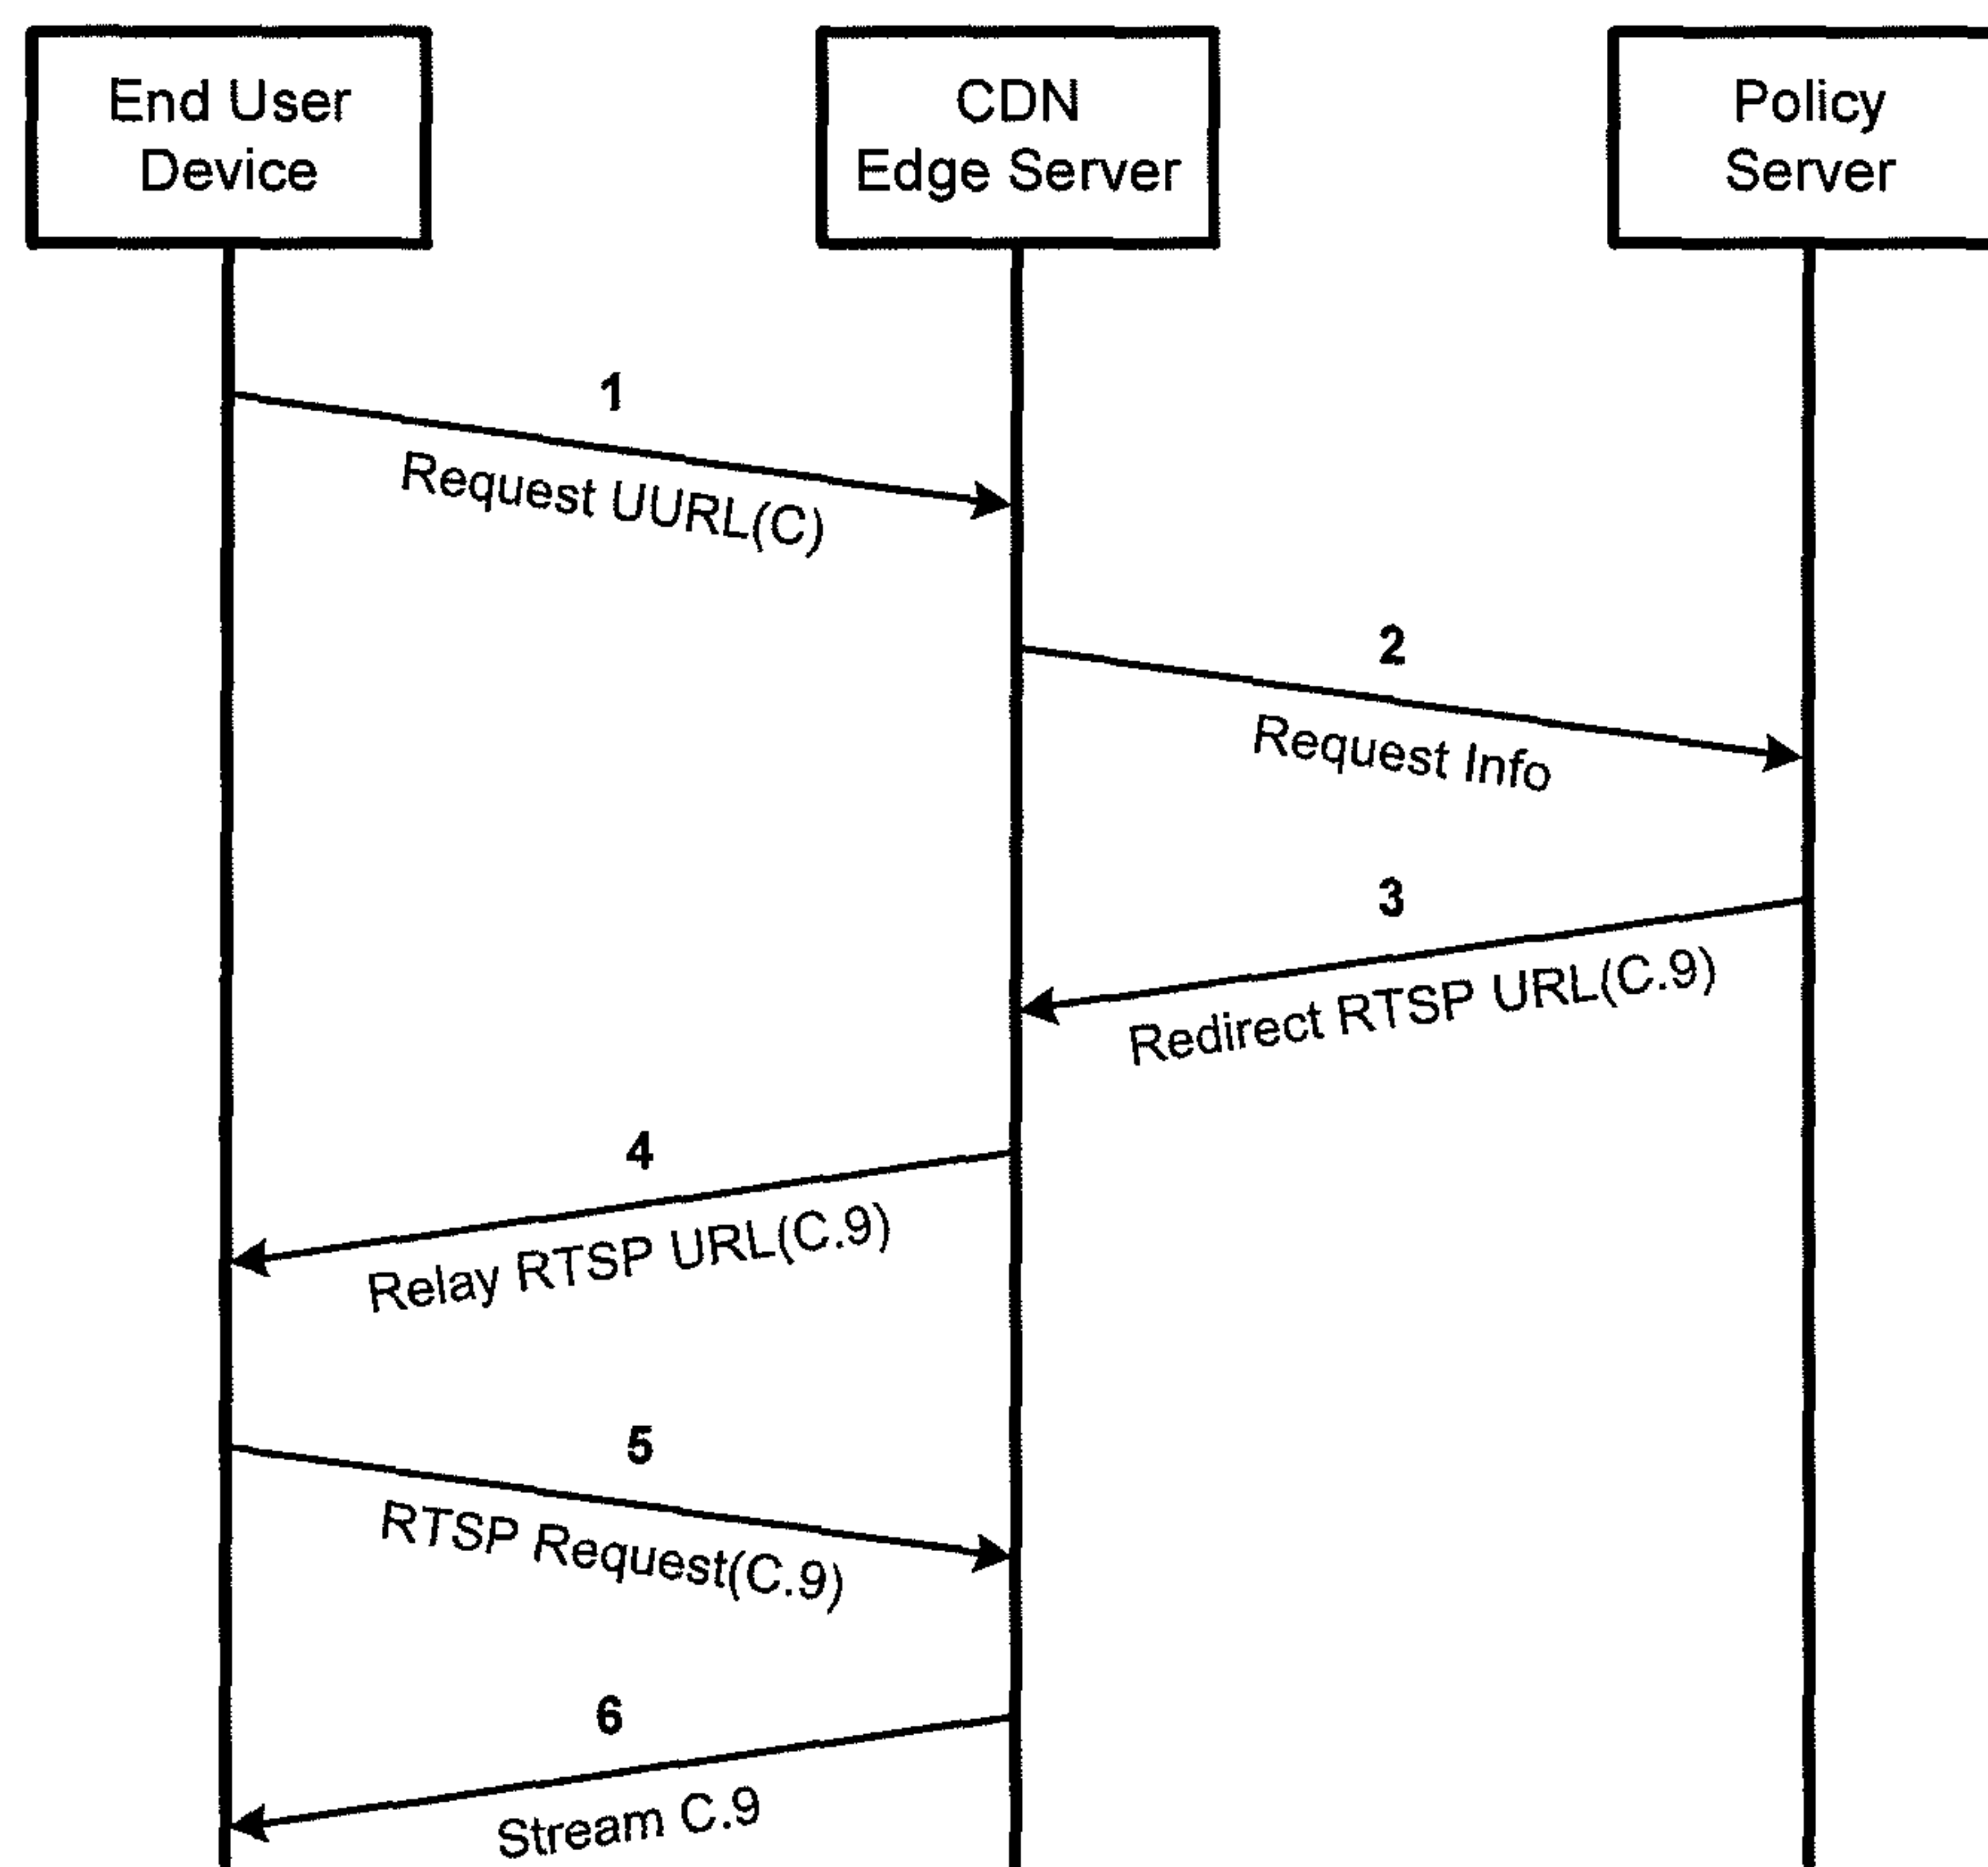 End User
Device
CDN
Edge Server
Policy
Server
1
Request UURL(C)
2
Request Info
3
Redirect RTSP URL(C.9)
4
Relay RTSP URL(C.9)
5
RTSP Request(C.9)
6
Stream C.9